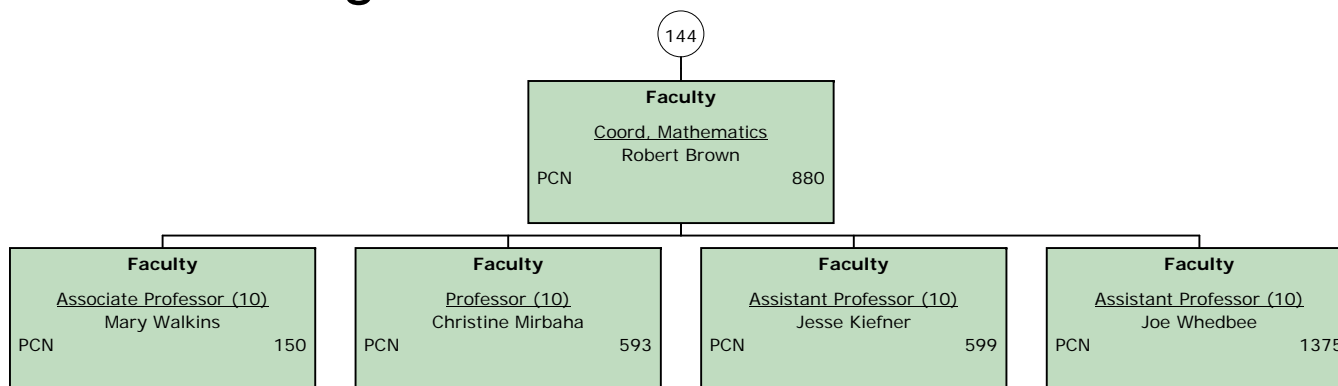 144
Faculty
Coord, Mathematics
Robert Brown
PCN 880
Faculty
Associate Professor (10)
Mary Walkins
PCN 150
Faculty
Professor (10)
Christine Mirbaha
PCN 593
Faculty
Assistant Professor (10)
Jesse Kiefner
PCN 599
Faculty
Assistant Professor (10)
Joe Whedbee
PCN 1375